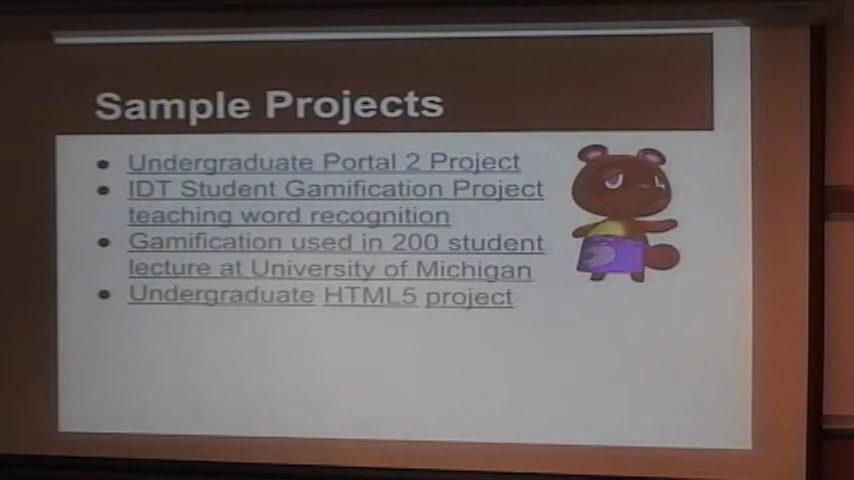 Sample Projects
Undergraduate Portal 2 Project
IDT Student Gamification Project
teaching word recognition
Gamification used in 200 student
lecture at University of Michigan
Undergraduate HTML5 project